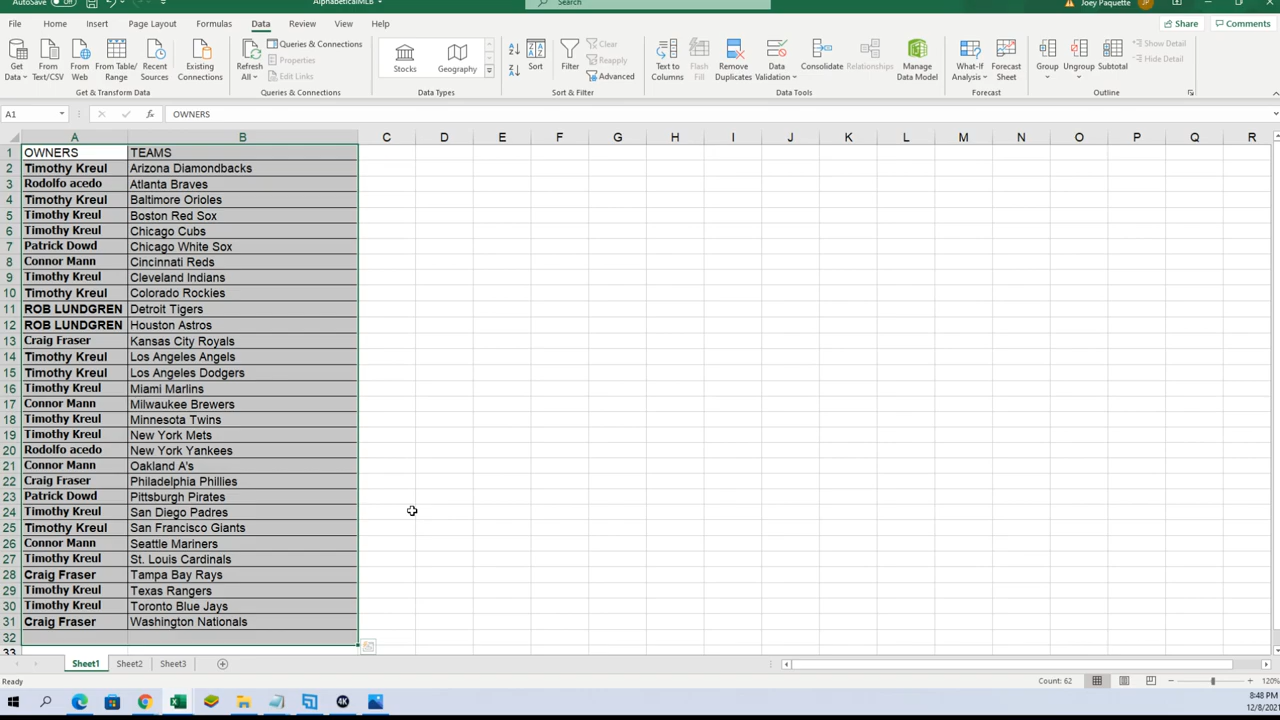 AutoSave Off AlphabeticalMLB Search Joey Paquette JP
File Home Insert Page Layout Formulas Data Review View Help Share Comments
Get Data From Text/CSV From Web From Table/Range Recent Sources Existing Connections
Get & Transform Data
Refresh All Queries & Connections Properties Edit Links
Queries & Connections
Stocks Geography
Data Types
Sort Filter Clear Reapply Advanced
Sort & Filter
Text to Columns Flash Fill Remove Duplicates Data Validation Consolidate Relationships Manage Data Model
Data Tools
What-If Analysis Forecast Sheet
Forecast
Group Ungroup Subtotal Show Detail Hide Detail
Outline
A1 fx OWNERS
A B C D E F G H I J K L M N O P Q R
1 OWNERS TEAMS
2 Timothy Kreul Arizona Diamondbacks
3 Rodolfo acedo Atlanta Braves
4 Timothy Kreul Baltimore Orioles
5 Timothy Kreul Boston Red Sox
6 Timothy Kreul Chicago Cubs
7 Patrick Dowd Chicago White Sox
8 Connor Mann Cincinnati Reds
9 Timothy Kreul Cleveland Indians
10 Timothy Kreul Colorado Rockies
11 ROB LUNDGREN Detroit Tigers
12 ROB LUNDGREN Houston Astros
13 Craig Fraser Kansas City Royals
14 Timothy Kreul Los Angeles Angels
15 Timothy Kreul Los Angeles Dodgers
16 Timothy Kreul Miami Marlins
17 Connor Mann Milwaukee Brewers
18 Timothy Kreul Minnesota Twins
19 Timothy Kreul New York Mets
20 Rodolfo acedo New York Yankees
21 Connor Mann Oakland A's
22 Craig Fraser Philadelphia Phillies
23 Patrick Dowd Pittsburgh Pirates
24 Timothy Kreul San Diego Padres
25 Timothy Kreul San Francisco Giants
26 Connor Mann Seattle Mariners
27 Timothy Kreul St. Louis Cardinals
28 Craig Fraser Tampa Bay Rays
29 Timothy Kreul Texas Rangers
30 Timothy Kreul Toronto Blue Jays
31 Craig Fraser Washington Nationals
32
33
Sheet1 Sheet2 Sheet3
Ready Count: 62 120%
4K 8:48 PM
12/8/2021